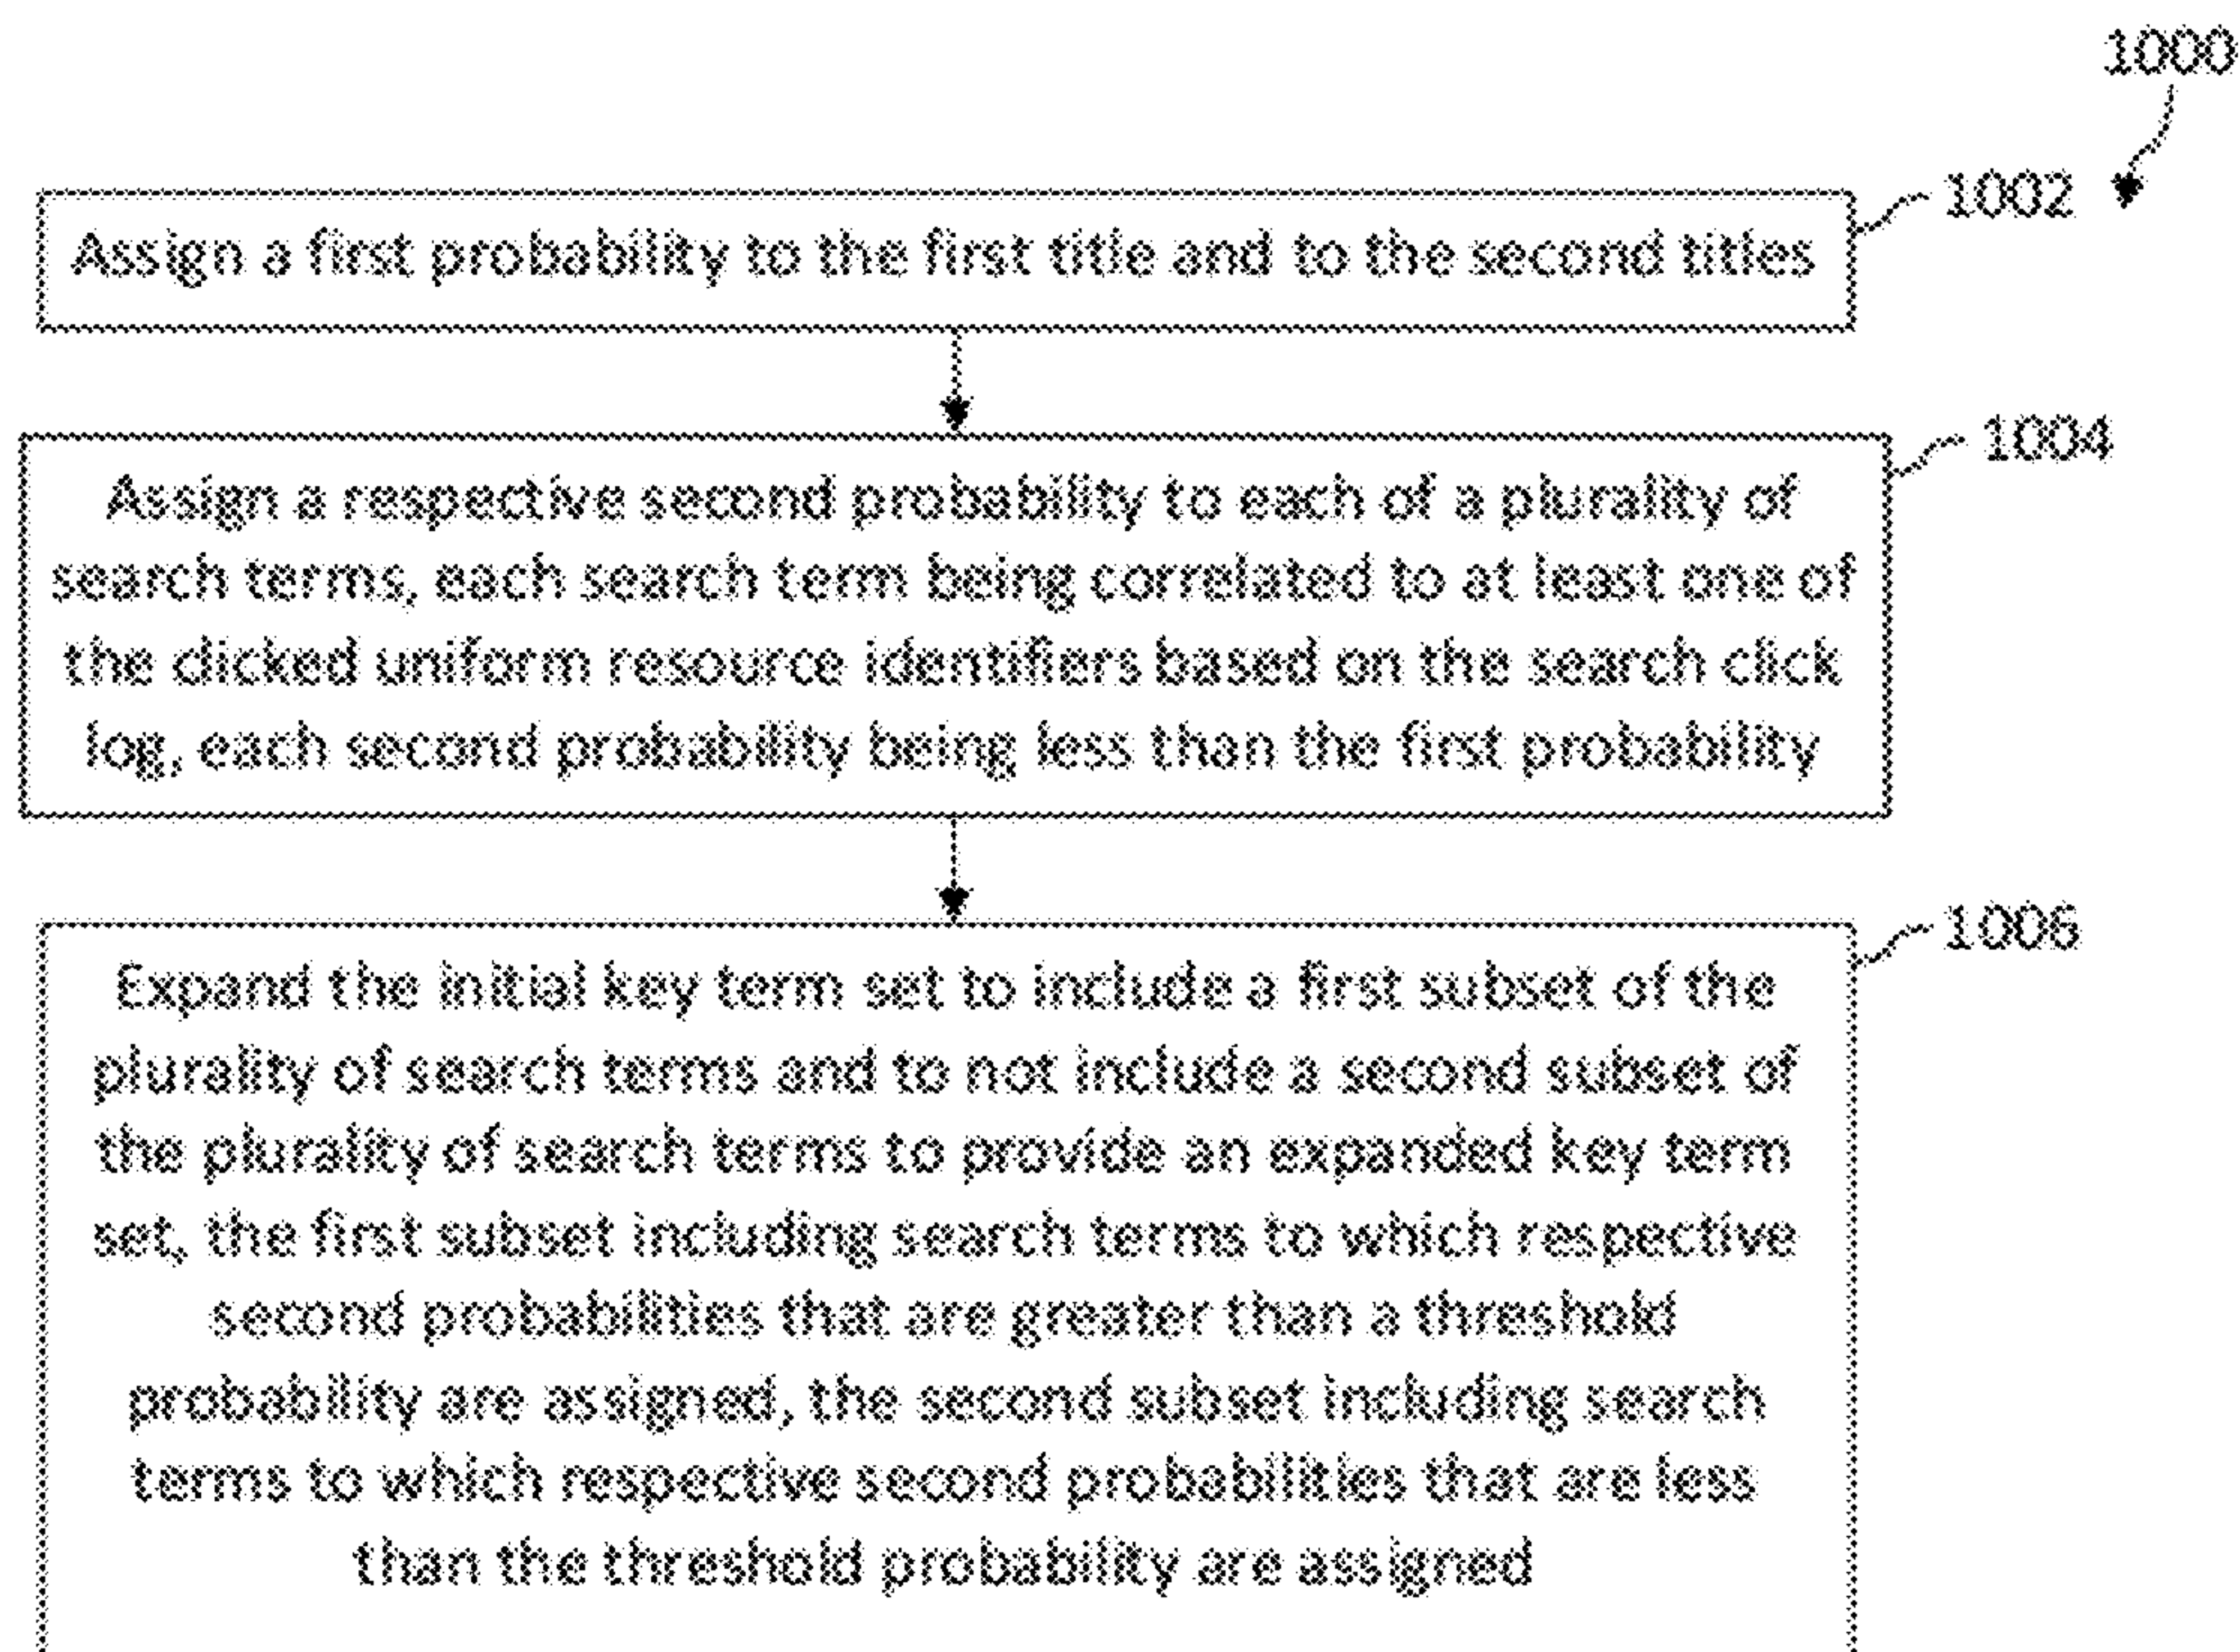 1000
1002
Assign a first probability to the first title and to the second titles
1004
Assign a respective second probability to each of a plurality of
search terms, each search term being correlated to at least one of
the clicked uniform resource identifiers based on the search click
log, each second probability being less than the first probability
1006
Expand the initial key term set to include a first subset of the
plurality of search terms and to not include a second subset of
the plurality of search terms to provide an expanded key term
set, the first subset including search terms to which respective
second probabilities that are greater than a threshold
probability are assigned, the second subset including search
terms to which respective second probabilities that are less
than the threshold probability are assigned